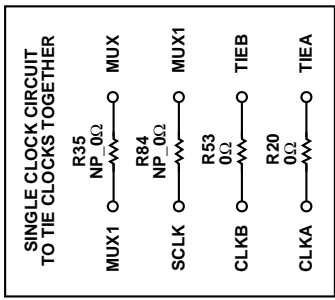 SINGLE CLOCK CIRCUIT
TO TIE CLOCKS TOGETHER
R35
NP_0Ω
MUX1 MUX
R84
NP_0Ω
SCLK MUX1
R53
0Ω
CLKB TIEB
R20
0Ω
CLKA TIEA